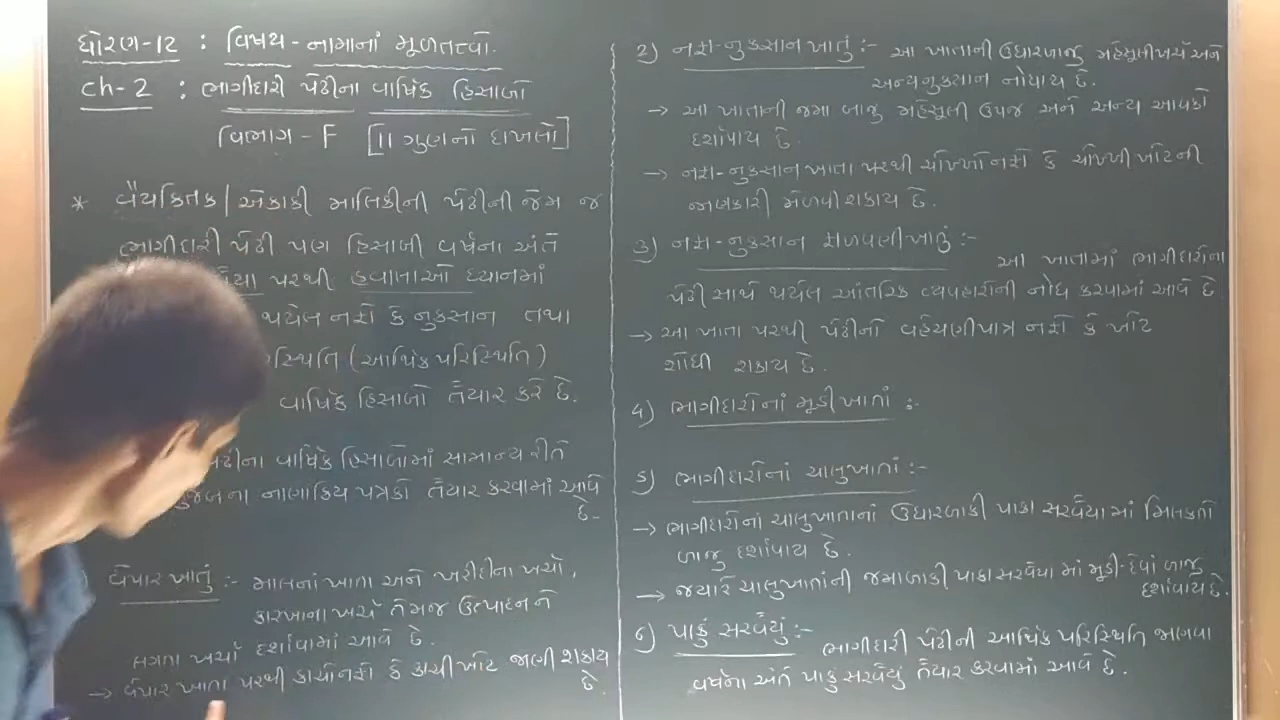 ધોરણ-12 : વિષય - નામાનાં મૂળતત્વો.
ch-2 : ભાગીદારી પેઢીના વાર્ષિક હિસાબો
વિભાગ - F [11 ગુણનો દાખલો]
* વૈયક્તિક / એકાકી માલિકીની પેઢીની જેમ જ
ભાગીદારી પેઢી પણ હિસાબી વર્ષના અંતે
પરથી હવાલાઓ ધ્યાનમાં
થયેલ નફો કે નુકસાન તથા
(આર્થિક પરિસ્થિતિ)
વાર્ષિક હિસાબો તૈયાર કરે છે.
વાર્ષિક હિસાબોમાં સામાન્ય રીતે
નાણાકિય પત્રકો તૈયાર કરવામાં આવે
છે.
વેપાર ખાતું :- માલનાં ખાતા અને ખરીદીના ખર્ચા,
કારખાના ખર્ચ તેમજ ઉત્પાદન ને
લગતા ખર્ચા દર્શાવામાં આવે છે.
→ વેપાર ખાતા પરથી કાચોનફો કે કાચીખોટ જાણી શકાય
છે.
2) નફા-નુકસાન ખાતું :- આ ખાતાની ઉધારબાજુ મહેસૂલીખર્ચ અને
અન્યનુકસાન નોંધાય છે.
→ આ ખાતાની જમા બાજુ મહેસૂલી ઉપજ અને અન્ય આવકો
દર્શાવાય છે.
→ નફા-નુકસાન ખાતા પરથી ચોખ્ખો નફો કે ચોખ્ખી ખોટની
જાણકારી મેળવી શકાય છે.
3) નફા-નુકસાન ફાળવણી ખાતું :-
આ ખાતામાં ભાગીદારોના
પેઢી સાથે થયેલ આંતરિક વ્યવહારોની નોંધ કરવામાં આવે છે
→ આ ખાતા પરથી પેઢીનો વહેંચણીપાત્ર નફો કે ખોટ
શોધી શકાય છે.
4) ભાગીદારોનાં મૂડી ખાતાં :-
5) ભાગીદારોનાં ચાલુખાતાં :-
→ ભાગીદારોનાં ચાલુખાતાનાં ઉધારબાકી પાકા સરવૈયામાં મિલકતો
બાજુ દર્શાવાય છે.
→ જ્યારે ચાલુખાતાંની જમાબાકી પાકા સરવૈયા માં મૂડી-દેવાં બાજુ
દર્શાવાય છે.
6) પાકું સરવૈયું :-
ભાગીદારી પેઢીની આર્થિક પરિસ્થિતિ જાણવા
વર્ષના અંતે પાકું સરવૈયું તૈયાર કરવામાં આવે છે.